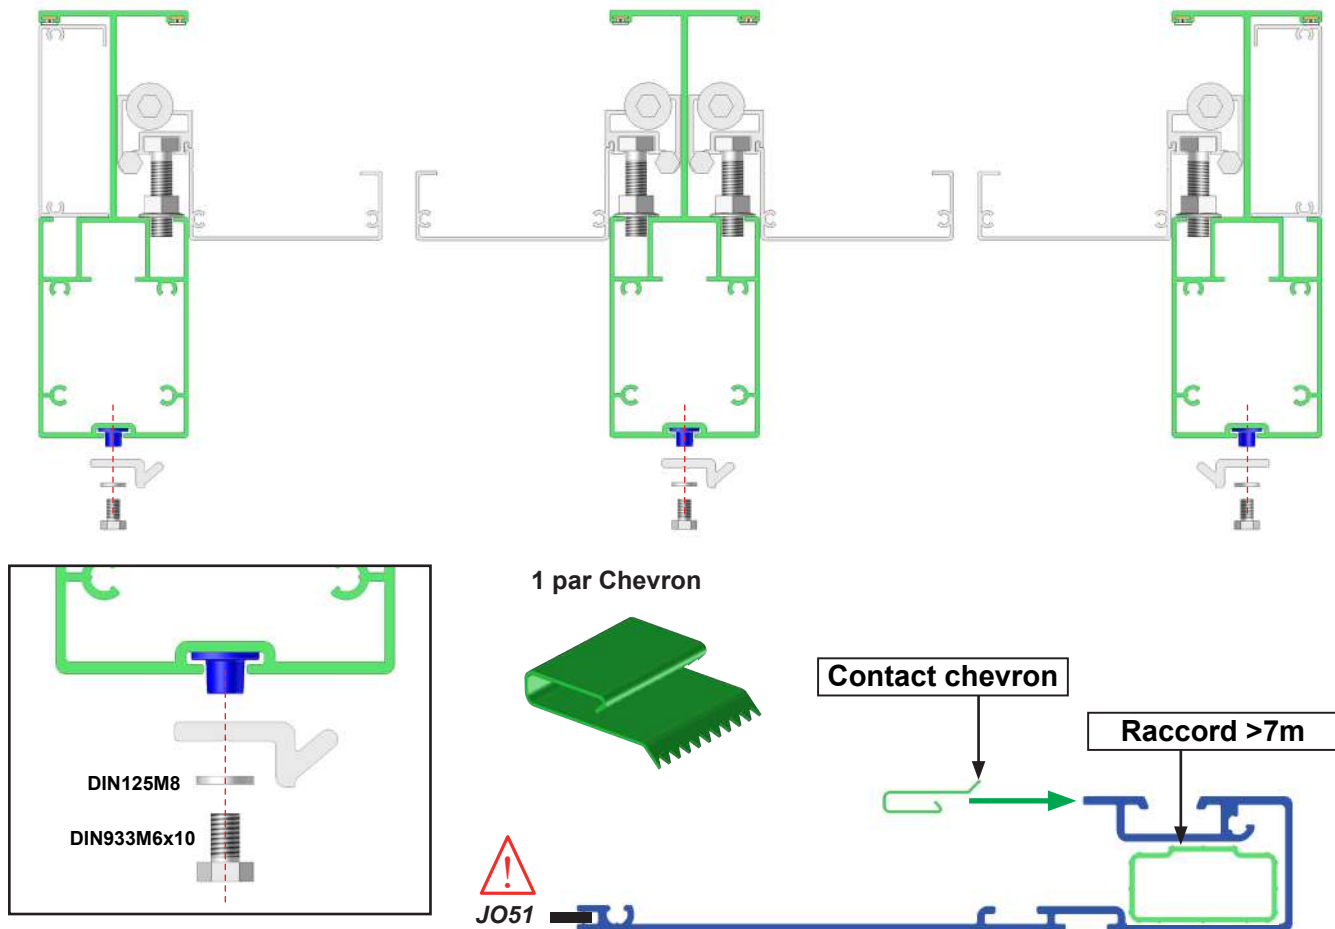 1 par Chevron
Contact chevron
Raccord >7m
DIN125M8
DIN933M6x10
!
JO51